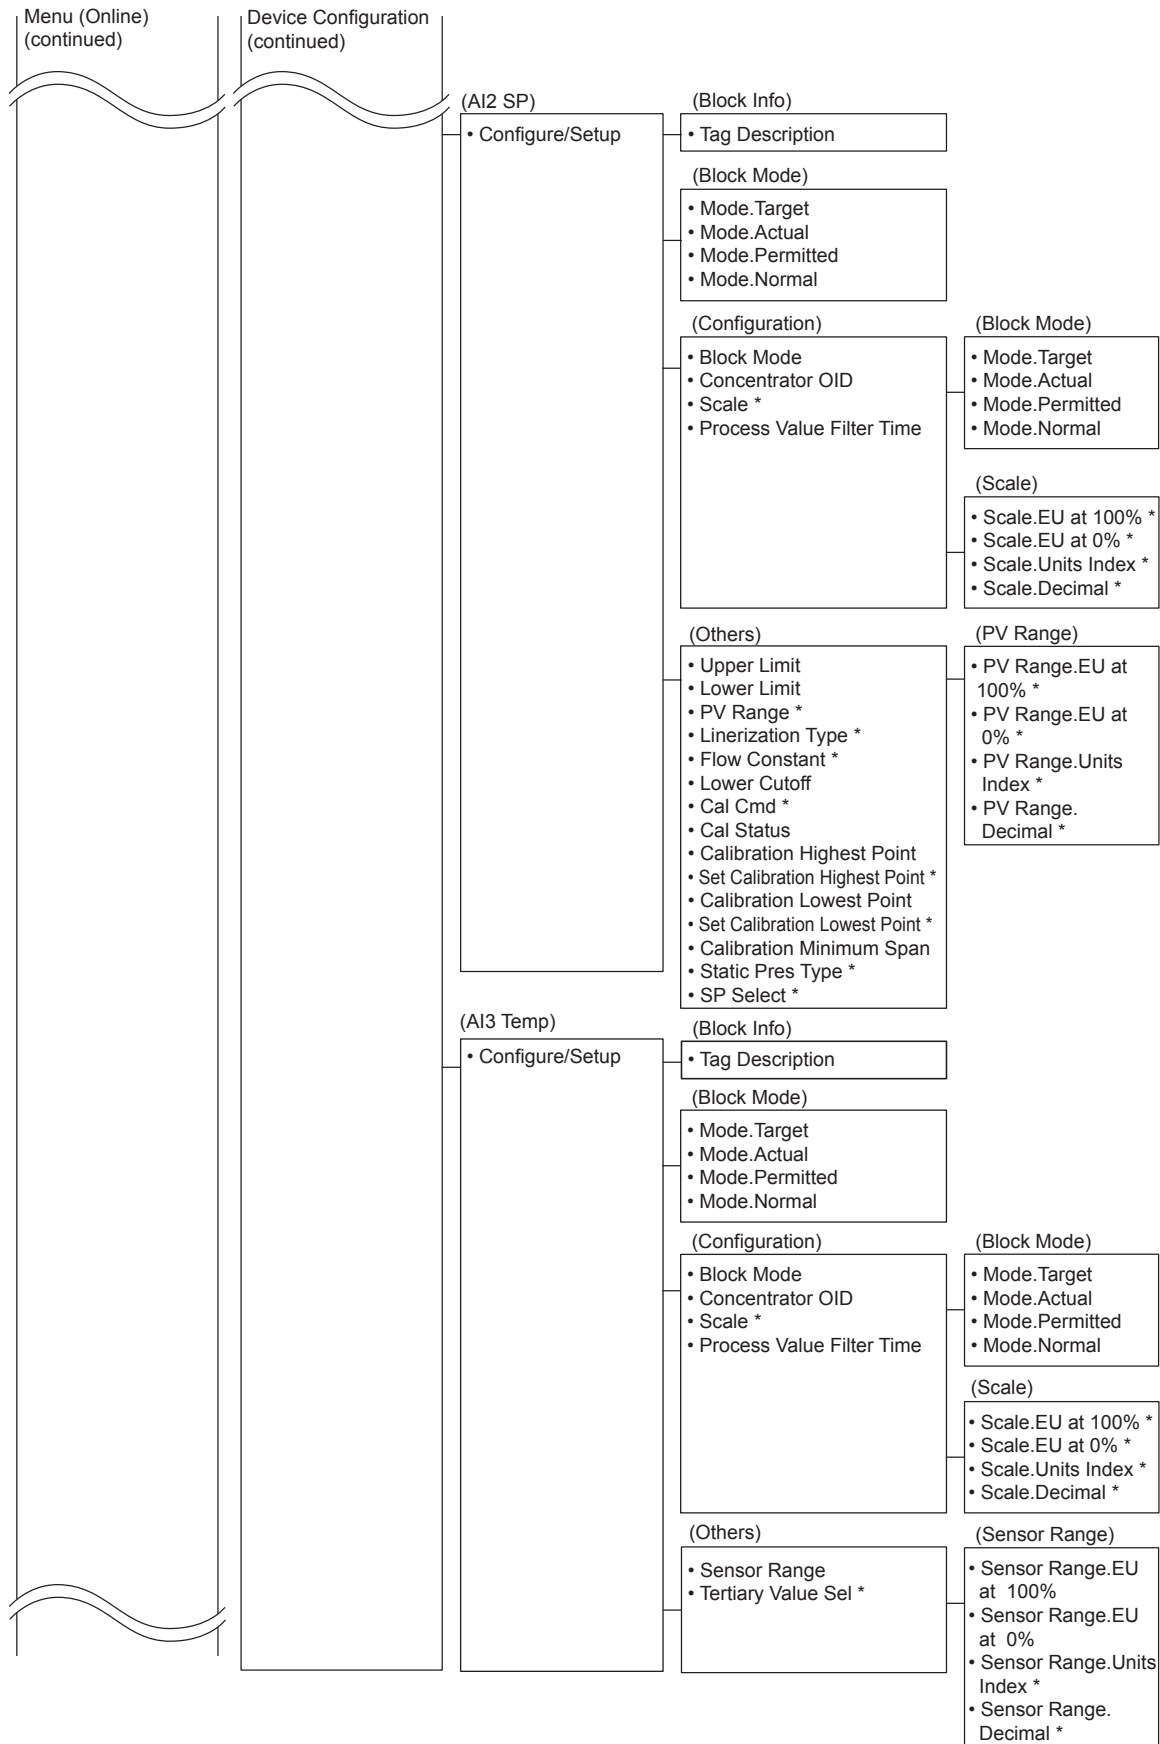 Menu (Online)
(continued)
Device Configuration
(continued)
(AI2 SP)
• Configure/Setup
(Block Info)
• Tag Description
(Block Mode)
• Mode.Target
• Mode.Actual
• Mode.Permitted
• Mode.Normal
(Configuration)
• Block Mode
• Concentrator OID
• Scale *
• Process Value Filter Time
(Block Mode)
• Mode.Target
• Mode.Actual
• Mode.Permitted
• Mode.Normal
(Scale)
• Scale.EU at 100% *
• Scale.EU at 0% *
• Scale.Units Index *
• Scale.Decimal *
(Others)
• Upper Limit
• Lower Limit
• PV Range *
• Linerization Type *
• Flow Constant *
• Lower Cutoff
• Cal Cmd *
• Cal Status
• Calibration Highest Point
• Set Calibration Highest Point *
• Calibration Lowest Point
• Set Calibration Lowest Point *
• Calibration Minimum Span
• Static Pres Type *
• SP Select *
(PV Range)
• PV Range.EU at
100% *
• PV Range.EU at
0% *
• PV Range.Units
Index *
• PV Range.
Decimal *
(AI3 Temp)
• Configure/Setup
(Block Info)
• Tag Description
(Block Mode)
• Mode.Target
• Mode.Actual
• Mode.Permitted
• Mode.Normal
(Configuration)
• Block Mode
• Concentrator OID
• Scale *
• Process Value Filter Time
(Block Mode)
• Mode.Target
• Mode.Actual
• Mode.Permitted
• Mode.Normal
(Scale)
• Scale.EU at 100% *
• Scale.EU at 0% *
• Scale.Units Index *
• Scale.Decimal *
(Others)
• Sensor Range
• Tertiary Value Sel *
(Sensor Range)
• Sensor Range.EU
at 100%
• Sensor Range.EU
at 0%
• Sensor Range.Units
Index *
• Sensor Range.
Decimal *